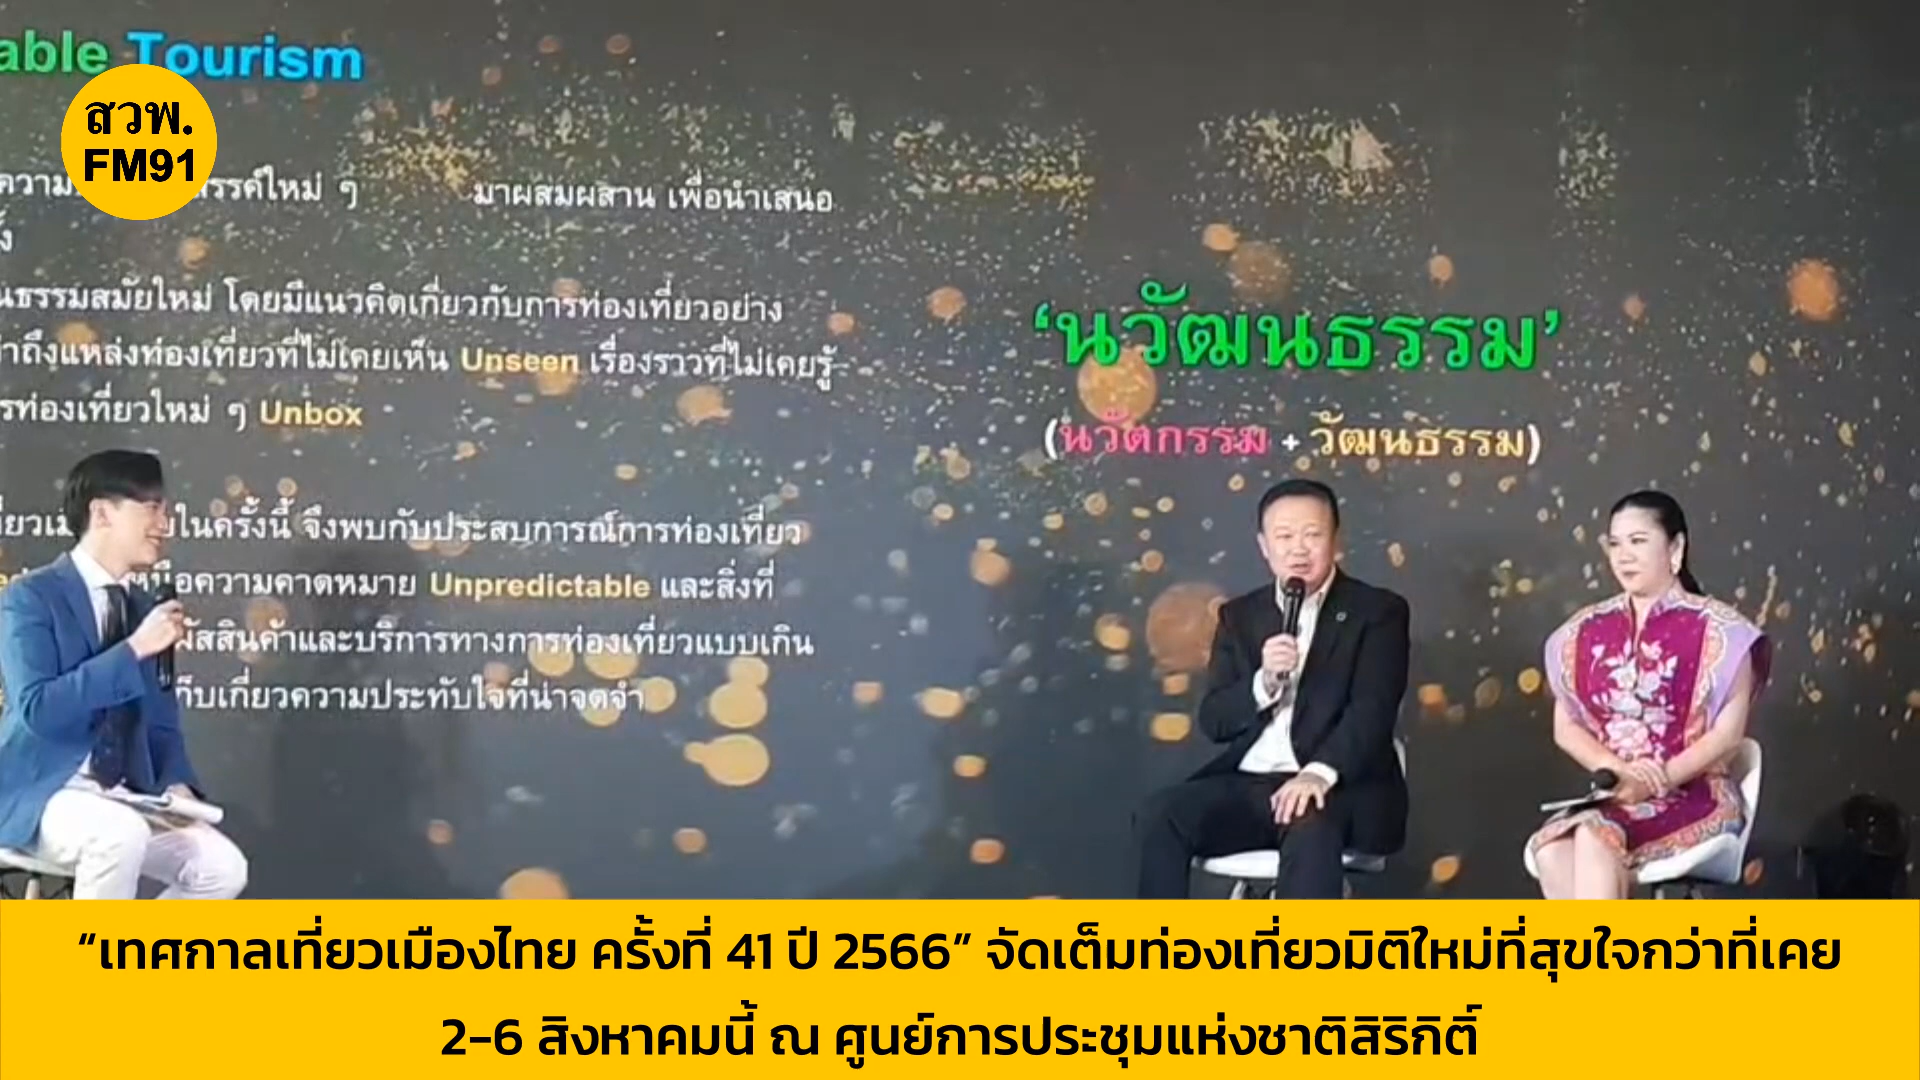 able Tourism
สวพ.
FM91
ความ สรรค์ใหม่ ๆ มาผสมผสาน เพื่อนำเสนอ
นธรรมสมัยใหม่ โดยมีแนวคิดเกี่ยวกับการท่องเที่ยวอย่าง
าถึงแหล่งท่องเที่ยวที่ไม่เคยเห็น Unseen เรื่องราวที่ไม่เคยรู้
รท่องเที่ยวใหม่ ๆ Unbox
‘นวัฒนธรรม’
(นวัตกรรม + วัฒนธรรม)
ในครั้งนี้ จึงพบกับประสบการณ์การท่องเที่ยว
หนือความคาดหมาย Unpredictable และสิ่งที่
ผัสสินค้าและบริการทางการท่องเที่ยวแบบเกิน
ก็บเกี่ยวความประทับใจที่น่าจดจำ
“เทศกาลเที่ยวเมืองไทย ครั้งที่ 41 ปี 2566” จัดเต็มท่องเที่ยวมิติใหม่ที่สุขใจกว่าที่เคย
2-6 สิงหาคมนี้ ณ ศูนย์การประชุมแห่งชาติสิริกิติ์